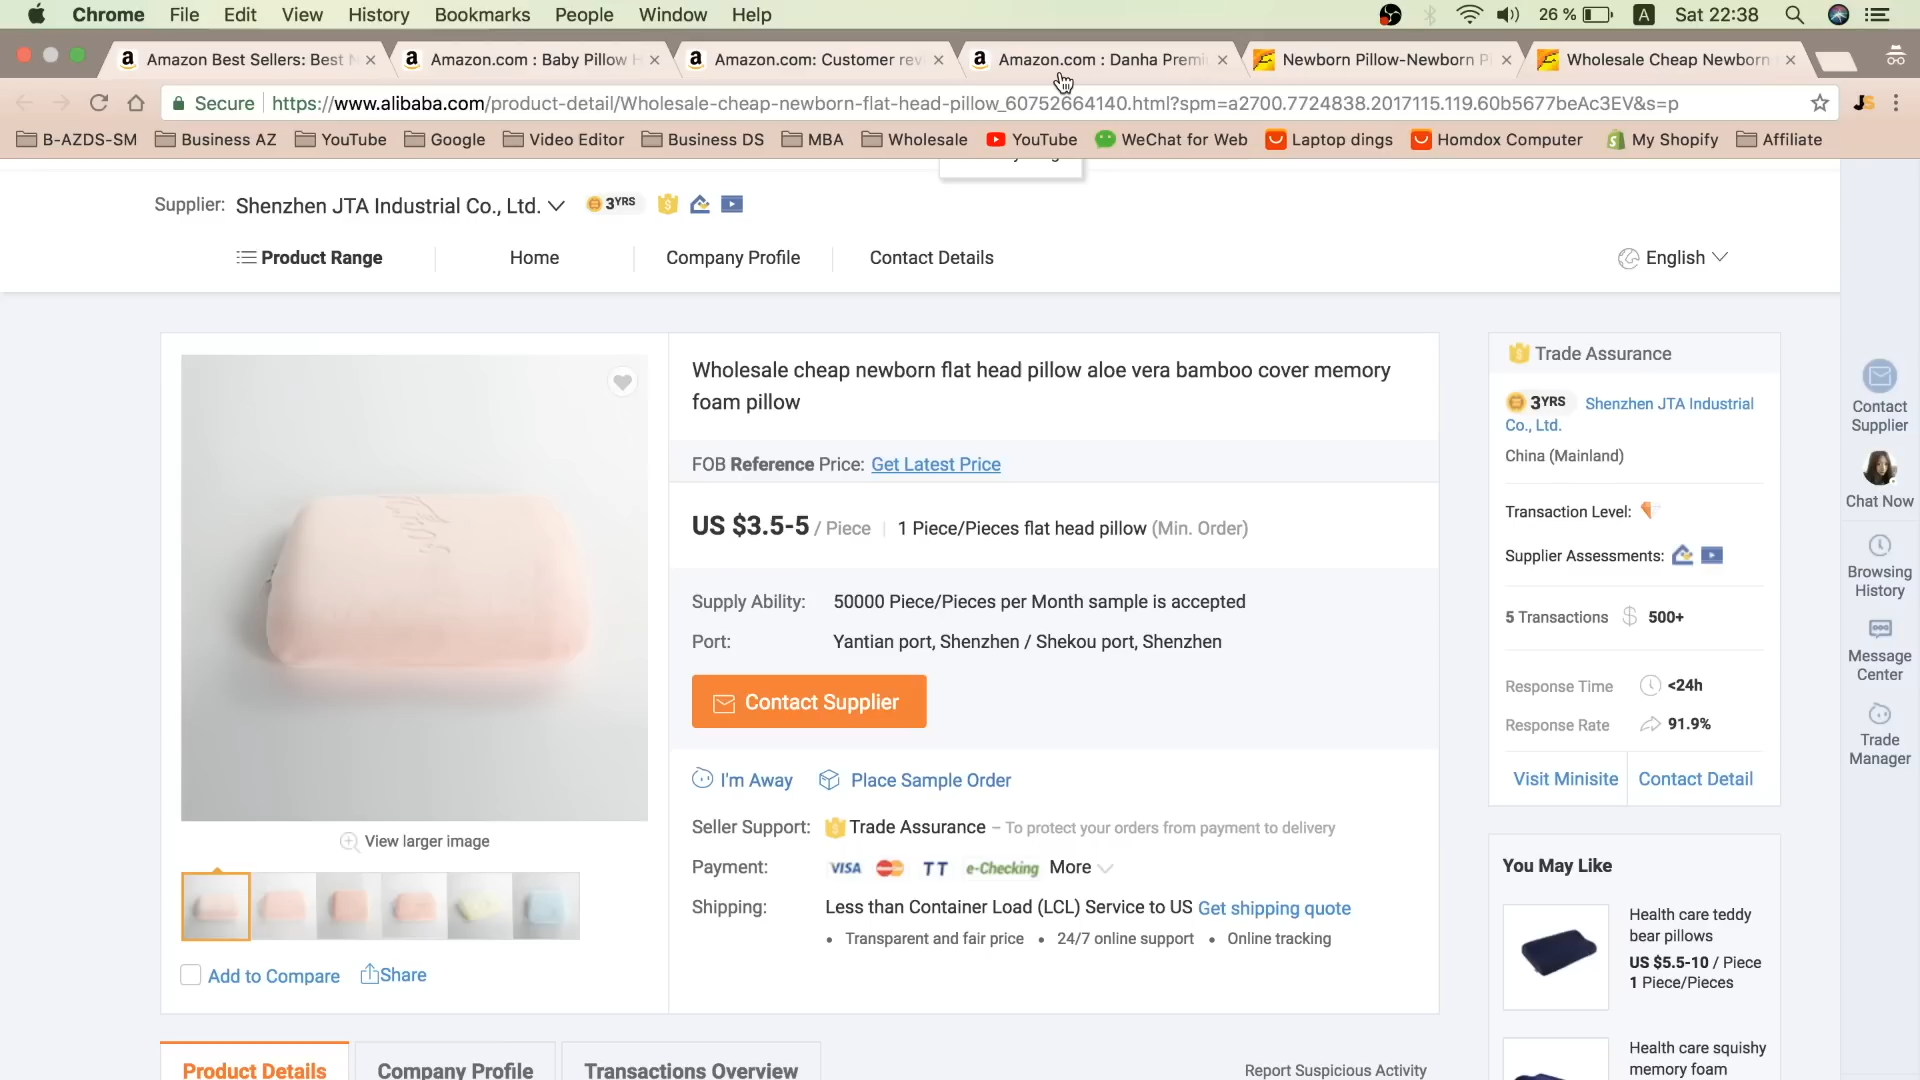 Chrome File Edit View History Bookmarks People Window Help
26 % A Sat 22:38
Amazon Best Sellers: Best
Amazon.com : Baby Pillow
Amazon.com: Customer rev
Amazon.com : Danha Premi
Newborn Pillow-Newborn P
Wholesale Cheap Newborn
Secure https://www.alibaba.com/product-detail/Wholesale-cheap-newborn-flat-head-pillow_60752664140.html?spm=a2700.7724838.2017115.119.60b5677beAc3EV&s=p
B-AZDS-SM Business AZ YouTube Google Video Editor Business DS MBA Wholesale YouTube WeChat for Web Laptop dings Homdox Computer My Shopify Affiliate
Supplier: Shenzhen JTA Industrial Co., Ltd. 3YRS
Product Range Home Company Profile Contact Details English
Wholesale cheap newborn flat head pillow aloe vera bamboo cover memory
foam pillow
FOB Reference Price: Get Latest Price
US $3.5-5 / Piece 1 Piece/Pieces flat head pillow (Min. Order)
Supply Ability: 50000 Piece/Pieces per Month sample is accepted
Port: Yantian port, Shenzhen / Shekou port, Shenzhen
Contact Supplier
I'm Away Place Sample Order
Seller Support: Trade Assurance – To protect your orders from payment to delivery
Payment: VISA TT e-Checking More
Shipping: Less than Container Load (LCL) Service to US Get shipping quote
• Transparent and fair price • 24/7 online support • Online tracking
View larger image
Add to Compare Share
Trade Assurance
3YRS Shenzhen JTA Industrial
Co., Ltd.
China (Mainland)
Transaction Level:
Supplier Assessments:
5 Transactions $ 500+
Response Time <24h
Response Rate 91.9%
Visit Minisite Contact Detail
You May Like
Health care teddy
bear pillows
US $5.5-10 / Piece
1 Piece/Pieces
Health care squishy
memory foam
Contact
Supplier
Chat Now
Browsing
History
Message
Center
Trade
Manager
Product Details Company Profile Transactions Overview Report Suspicious Activity